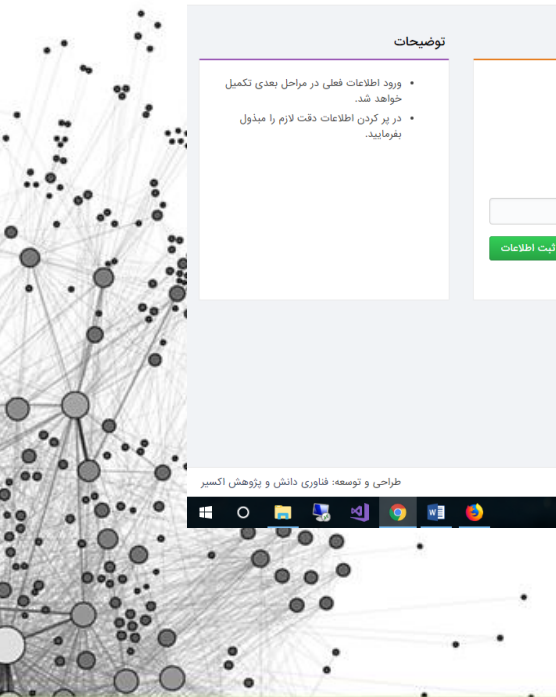 توضیحات
ورود اطلاعات فعلی در مراحل بعدی تکمیل
خواهد شد.
در پر کردن اطلاعات دقت لازم را مبذول
بفرمایید.
ثبت اطلاعات
طراحی و توسعه: فناوری دانش و پژوهش اکسیر